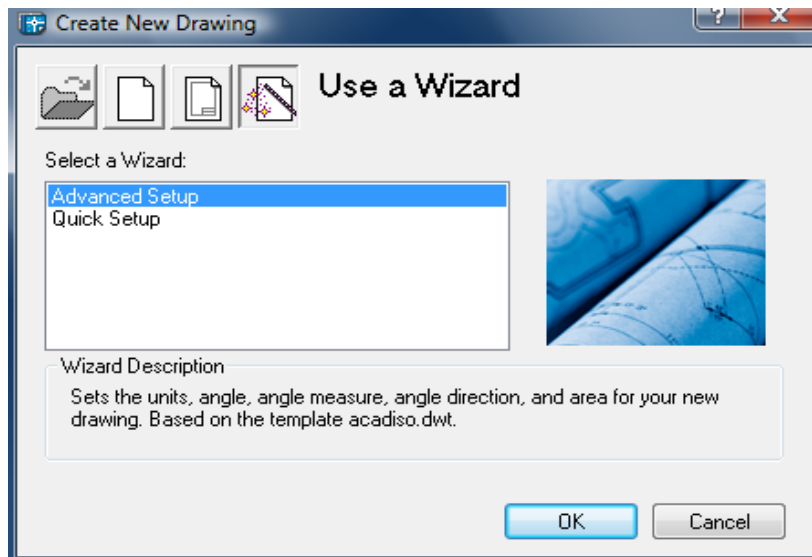 Create New Drawing
Use a Wizard
Select a Wizard:
Advanced Setup
Quick Setup
Wizard Description
Sets the units, angle, angle measure, angle direction, and area for your new
drawing. Based on the template acadiso.dwt.
OK
Cancel